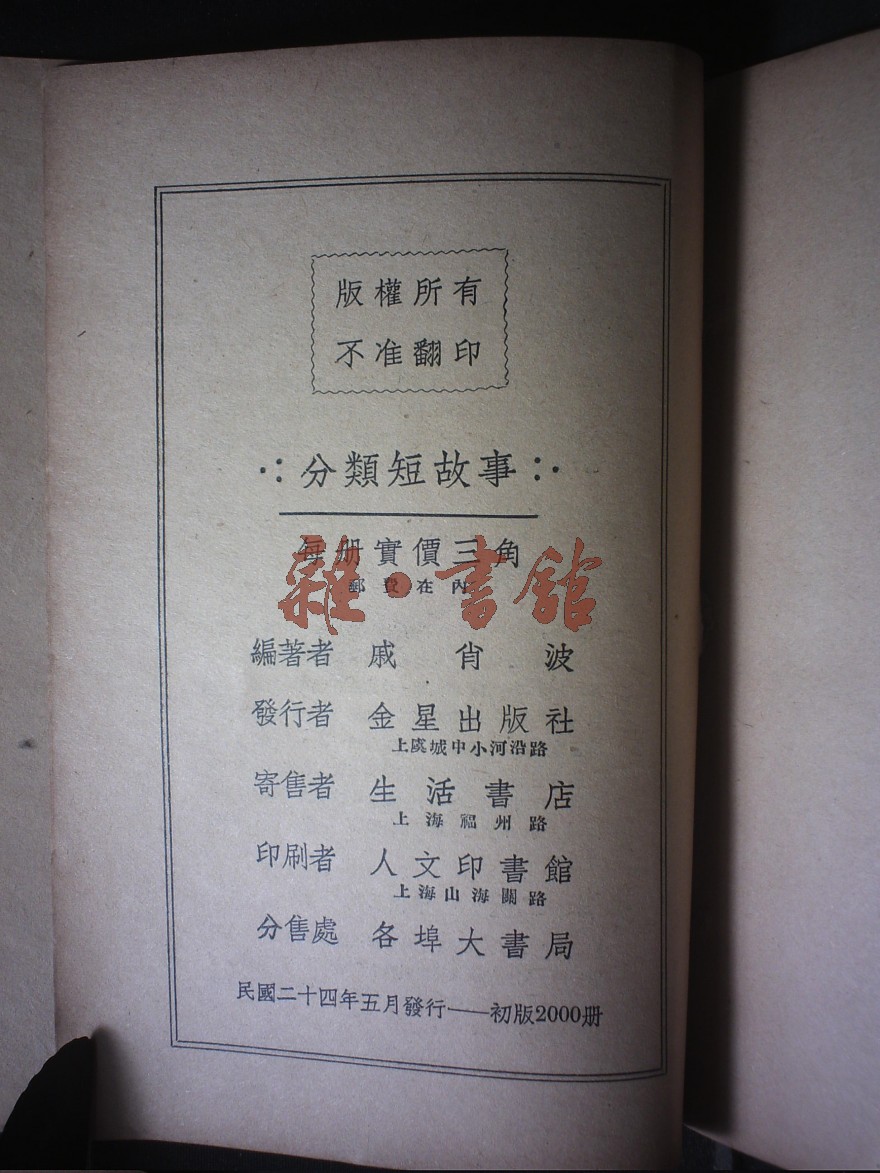 版權所有
不准翻印
分類短故事
每册實價三角
郵費在內
雜·書館
編著者 戚肖波
發行者 金星出版社
上虞城中小河沿路
寄售者 生活書店
上海福州路
印刷者 人文印書館
上海山海關路
分售處 各埠大書局
民國二十四年五月發行——初版2000册